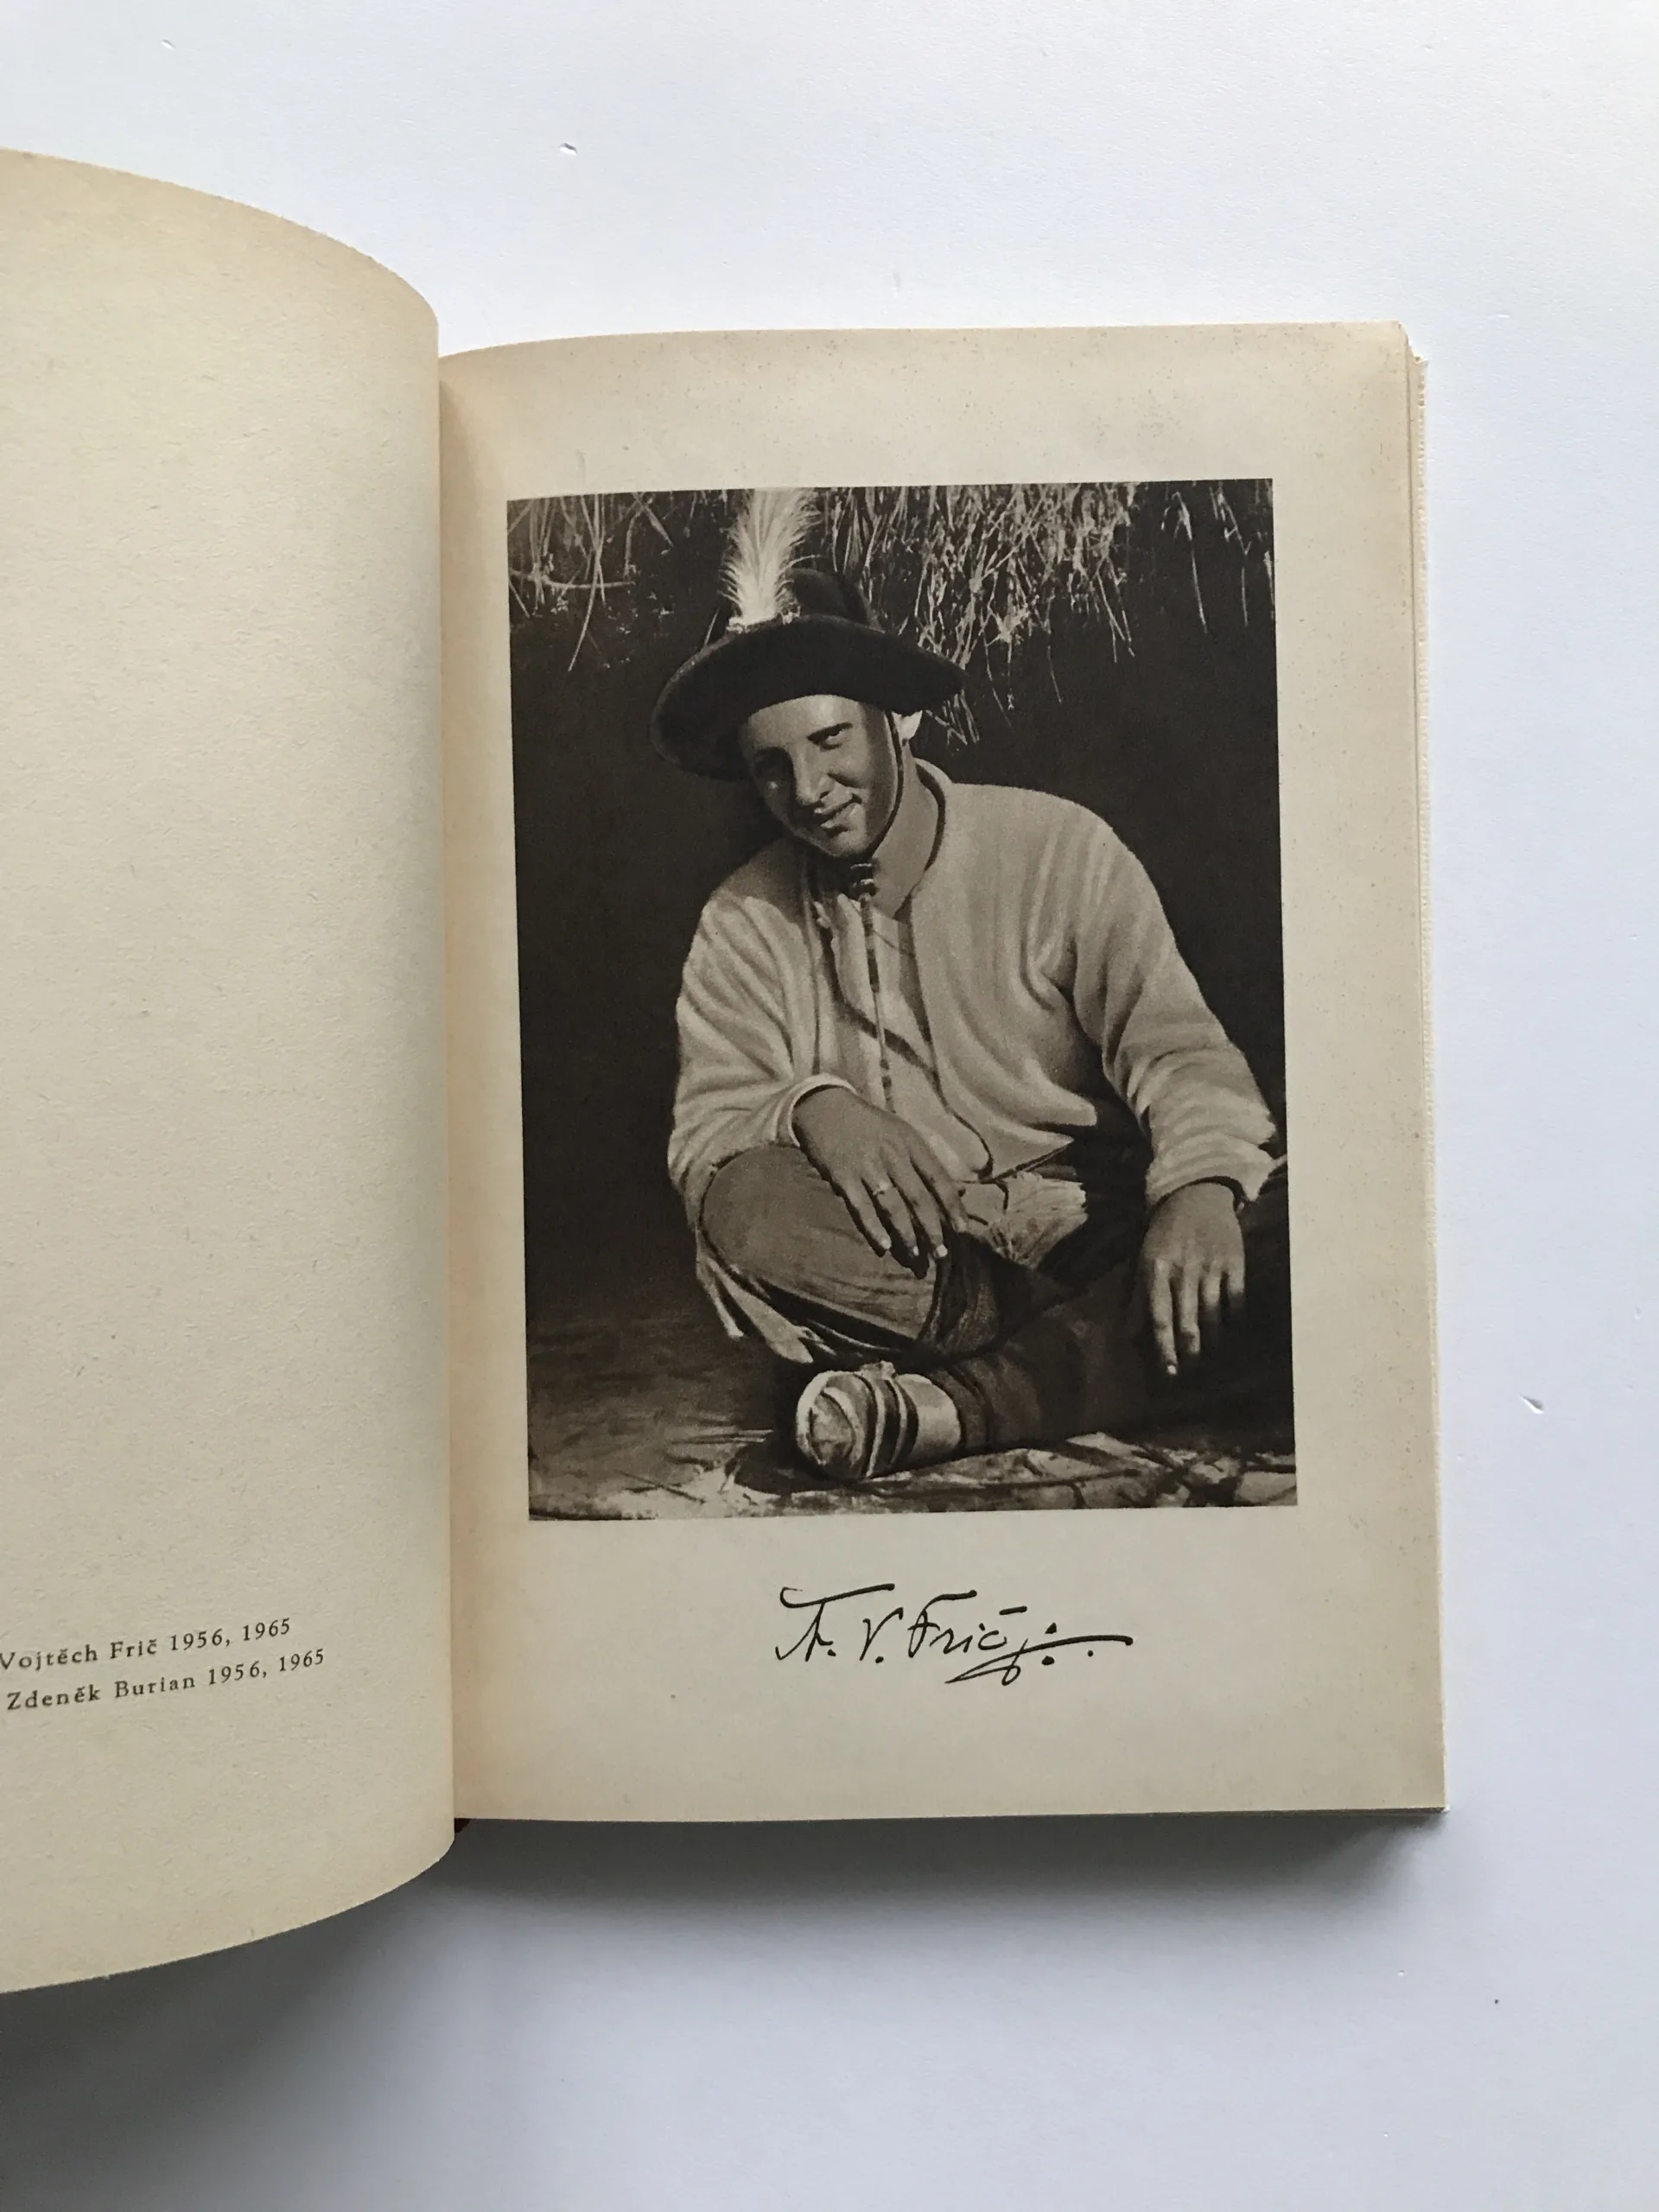 Vojtěch Frič 1956, 1965
Zdeněk Burian 1956, 1965
A. V. Frič